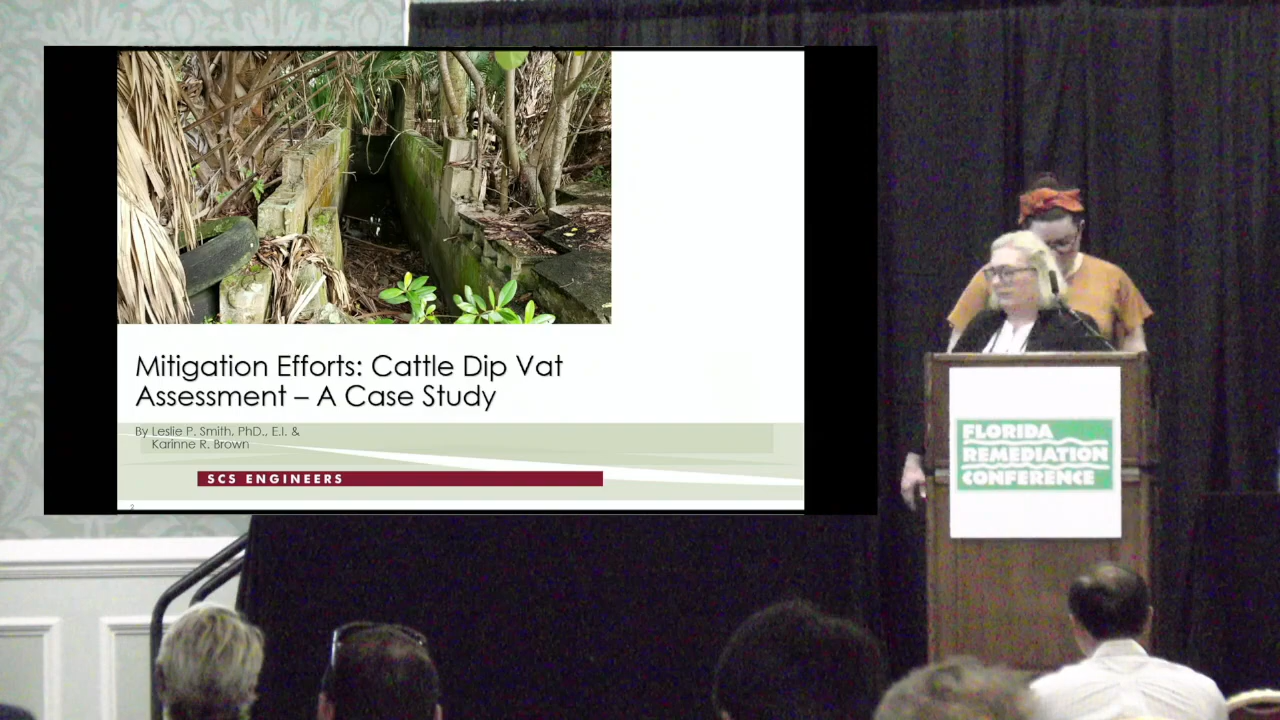 Mitigation Efforts: Cattle Dip Vat
Assessment – A Case Study
By Leslie P. Smith, PhD., E.I. &
Karinne R. Brown
SCS ENGINEERS
2
FLORIDA
REMEDIATION
CONFERENCE